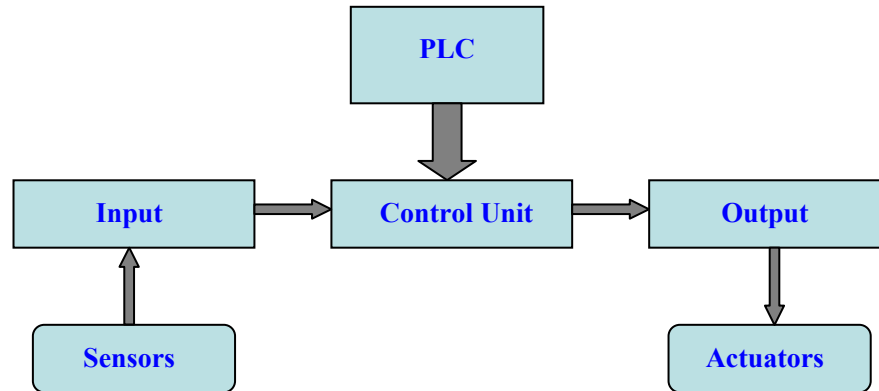 PLC
Input
Control Unit
Output
Sensors
Actuators